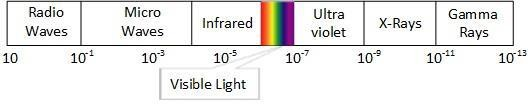 Radio Waves
Micro Waves
Infrared
Ultra violet
X-Rays
Gamma Rays
10 10⁻¹ 10⁻³ 10⁻⁵ 10⁻⁷ 10⁻⁹ 10⁻¹¹ 10⁻¹³
Visible Light